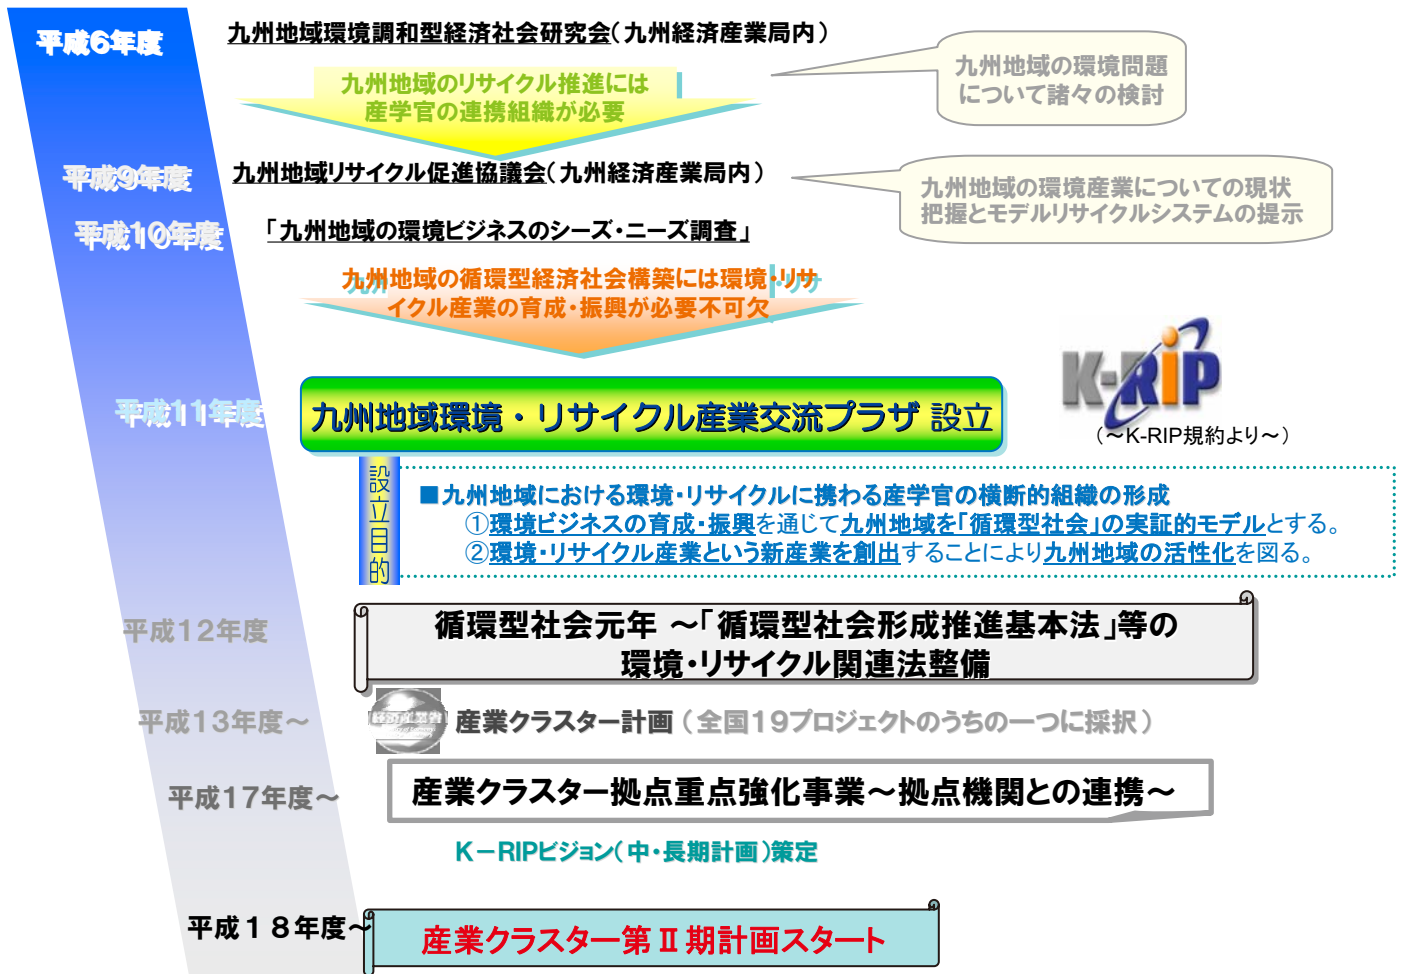 平成6年度
九州地域環境調和型経済社会研究会(九州経済産業局内)
九州地域の環境問題
について諸々の検討
九州地域のリサイクル推進には
産学官の連携組織が必要
平成9年度
九州地域リサイクル促進協議会(九州経済産業局内)
九州地域の環境産業についての現状
把握とモデルリサイクルシステムの提示
平成10年度
「九州地域の環境ビジネスのシーズ・ニーズ調査」
九州地域の循環型経済社会構築には環境・リサ
イクル産業の育成・振興が必要不可欠
K-RIP
平成11年度
九州地域環境・リサイクル産業交流プラザ 設立
(~K-RIP規約より~)
設立目的
■九州地域における環境・リサイクルに携わる産学官の横断的組織の形成
①環境ビジネスの育成・振興を通じて九州地域を「循環型社会」の実証的モデルとする。
②環境・リサイクル産業という新産業を創出することにより九州地域の活性化を図る。
平成12年度
循環型社会元年 ~「循環型社会形成推進基本法」等の
環境・リサイクル関連法整備
平成13年度~
産業クラスター計画(全国19プロジェクトのうちの一つに採択)
平成17年度~
産業クラスター拠点重点強化事業~拠点機関との連携~
K-RIPビジョン(中・長期計画)策定
平成18年度~
産業クラスター第Ⅱ期計画スタート